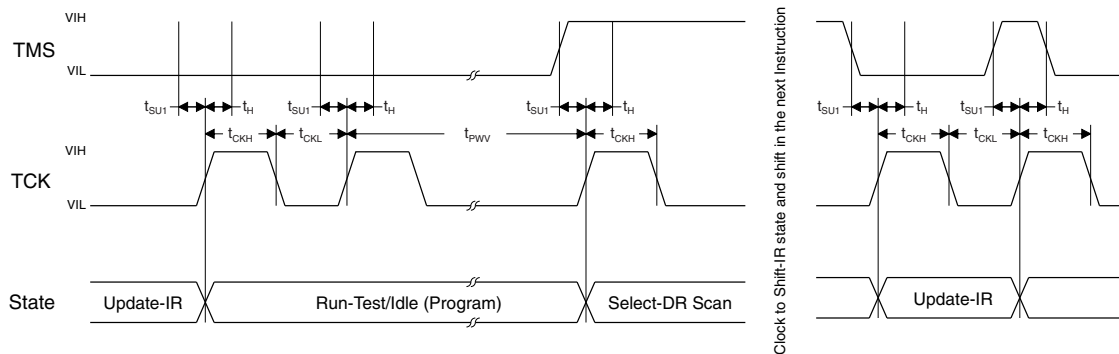 VIH
TMS
VIL
tSU1 tH tSU1 tH tSU1 tH tSU1 tH tSU1 tH
tCKH tCKL tPWV tCKH tCKH tCKL tCKH
VIH
TCK
VIL
State
Update-IR
Run-Test/Idle (Program)
Select-DR Scan
Clock to Shift-IR state and shift in the next Instruction
Update-IR